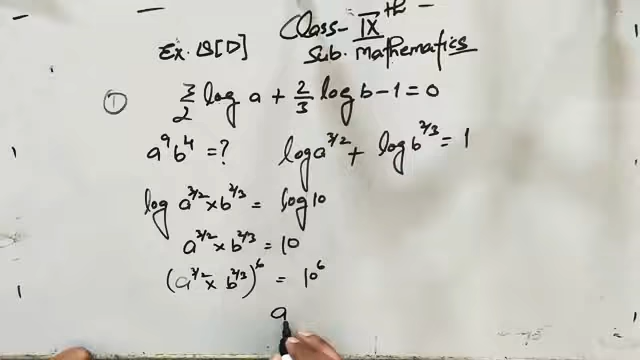 Class- IXth -
Ex. 8[D] Sub. Mathematics
① 3/2 log a + 2/3 log b - 1 = 0
a⁹b⁴ = ? log a^3/2 + log b^2/3 = 1
log a^3/2 × b^2/3 = log 10
a^3/2 × b^2/3 = 10
(a^3/2 × b^2/3)^6 = 10^6
a